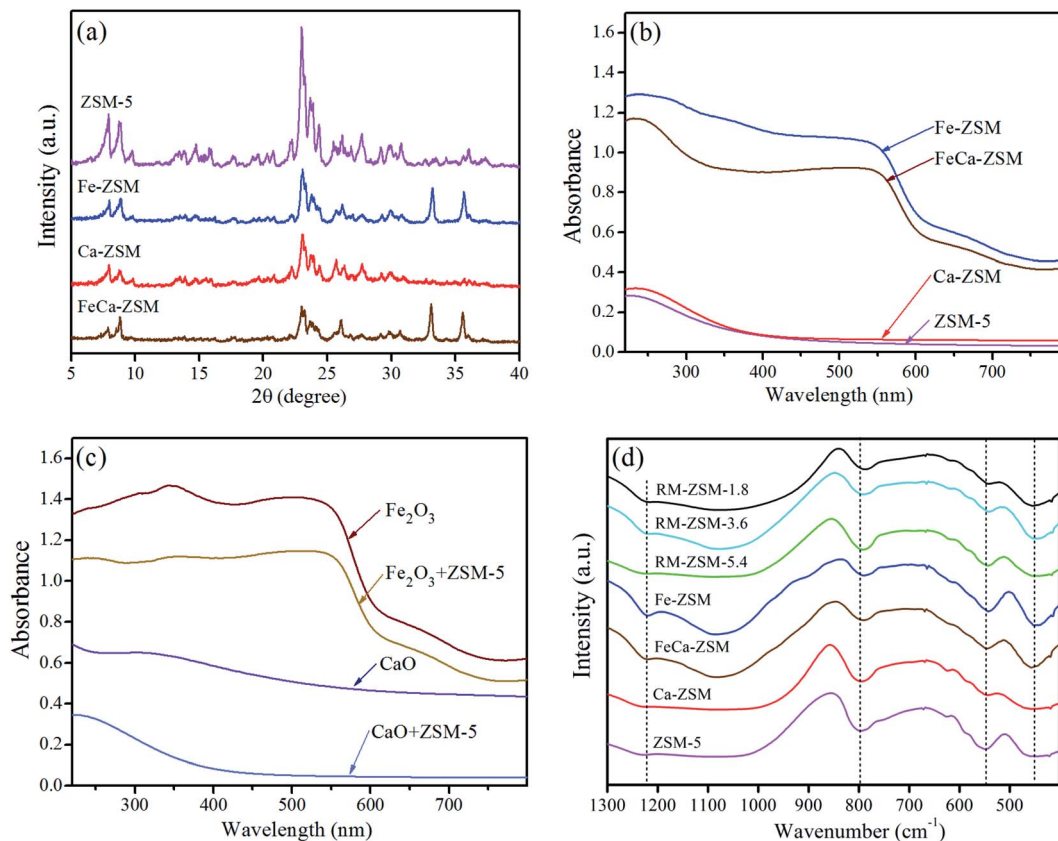 (a)
ZSM-5
Fe-ZSM
Ca-ZSM
FeCa-ZSM
Intensity (a.u.)
5 10 15 20 25 30 35 40
2θ (degree)
(b)
1.6
1.4
1.2
1.0
0.8
0.6
0.4
0.2
0.0
Absorbance
Fe-ZSM
FeCa-ZSM
Ca-ZSM
ZSM-5
300 400 500 600 700
Wavelength (nm)
(c)
1.6
1.4
1.2
1.0
0.8
0.6
0.4
0.2
0.0
Absorbance
Fe₂O₃
Fe₂O₃+ZSM-5
CaO
CaO+ZSM-5
300 400 500 600 700
Wavelength (nm)
(d)
RM-ZSM-1.8
RM-ZSM-3.6
RM-ZSM-5.4
Fe-ZSM
FeCa-ZSM
Ca-ZSM
ZSM-5
Intensity (a.u.)
1300 1200 1100 1000 900 800 700 600 500
Wavenumber (cm⁻¹)